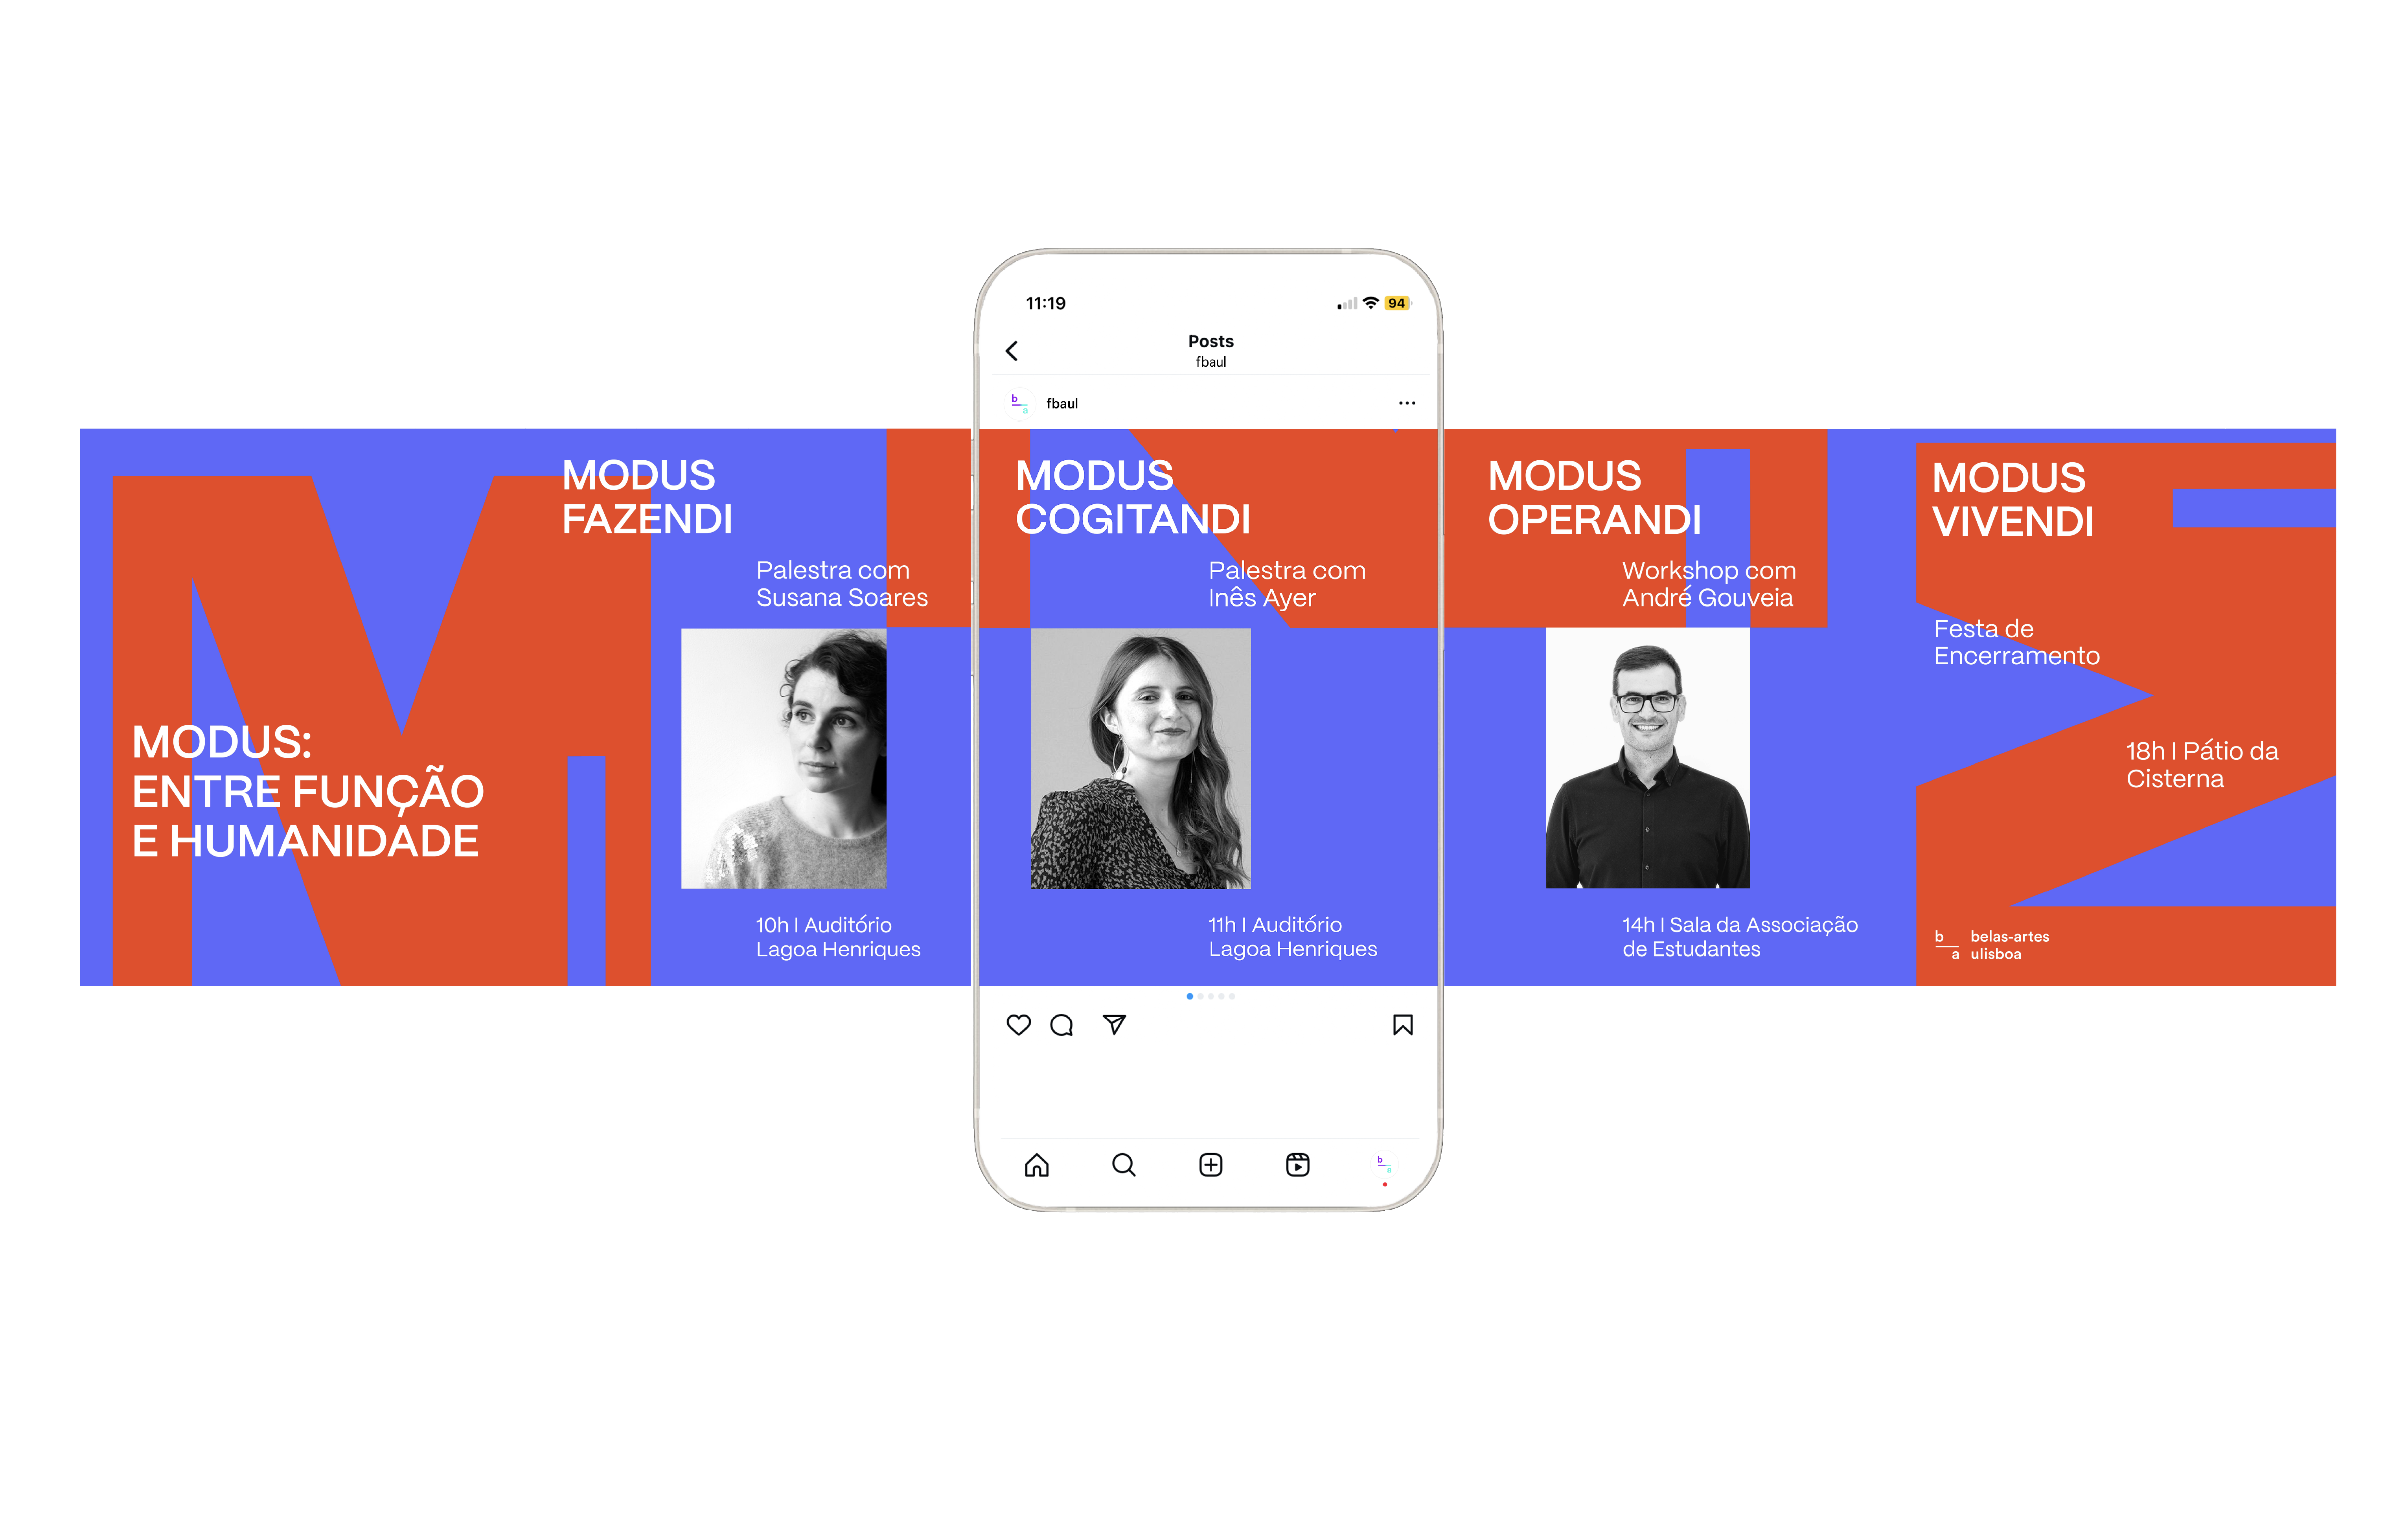 11:19
94
Posts
fbaul
b
a
fbaul
MODUS:
ENTRE FUNÇÃO
E HUMANIDADE
MODUS
FAZENDI
Palestra com
Susana Soares
10h | Auditório
Lagoa Henriques
MODUS
COGITANDI
Palestra com
Inês Ayer
11h | Auditório
Lagoa Henriques
MODUS
OPERANDI
Workshop com
André Gouveia
14h | Sala da Associação
de Estudantes
MODUS
VIVENDI
Festa de
Encerramento
18h | Pátio da
Cisterna
b
a
belas-artes
ulisboa
b
a